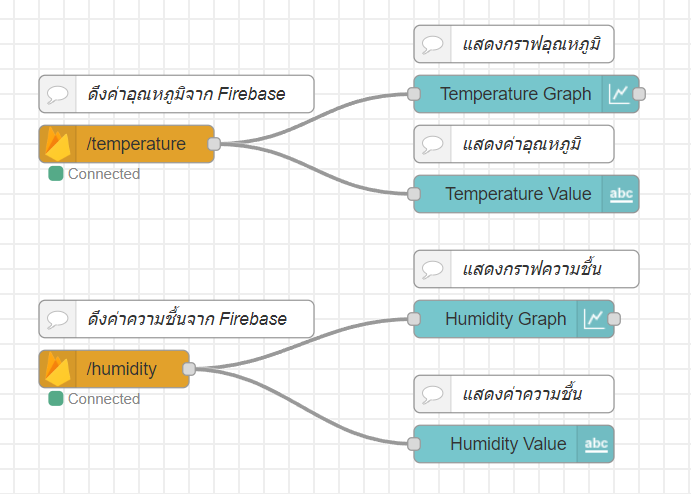 แสดงกราฟอุณหภูมิ
ดึงค่าอุณหภูมิจาก Firebase
Temperature Graph
/temperature
แสดงค่าอุณหภูมิ
Connected
Temperature Value
abc
แสดงกราฟความชื้น
ดึงค่าความชื้นจาก Firebase
Humidity Graph
/humidity
แสดงค่าความชื้น
Connected
Humidity Value
abc